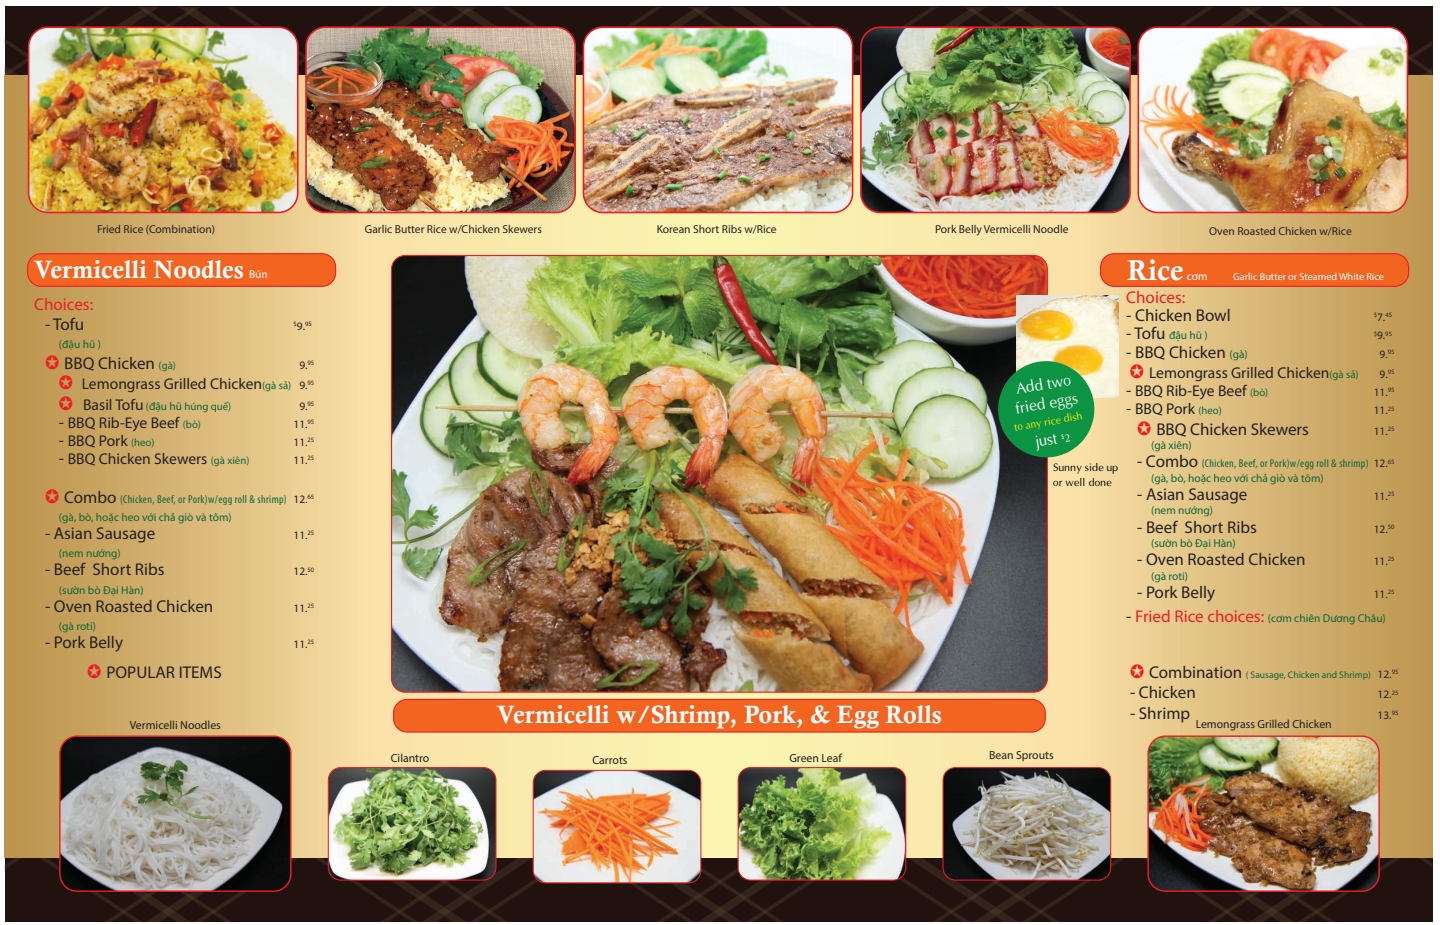 Fried Rice (Combination)
Garlic Butter Rice w/Chicken Skewers
Korean Short Ribs w/Rice
Pork Belly Vermicelli Noodle
Oven Roasted Chicken w/Rice
Vermicelli Noodles Bún
Choices:
- Tofu $9.95
(đậu hũ )
BBQ Chicken (gà) 9.95
Lemongrass Grilled Chicken(gà sả) 9.95
Basil Tofu (đậu hũ húng quế) 9.95
- BBQ Rib-Eye Beef (bò) 11.95
- BBQ Pork (heo) 11.25
- BBQ Chicken Skewers (gà xiên) 11.25
Combo (Chicken, Beef, or Pork)w/egg roll & shrimp) 12.65
(gà, bò, hoặc heo với chả giò và tôm)
- Asian Sausage 11.25
(nem nướng)
- Beef Short Ribs 12.50
(sườn bò Đại Hàn)
- Oven Roasted Chicken 11.25
(gà roti)
- Pork Belly 11.25
POPULAR ITEMS
Add two
fried eggs
to any rice dish
just $2
Sunny side up
or well done
Vermicelli w/Shrimp, Pork, & Egg Rolls
Rice cơm Garlic Butter or Steamed White Rice
Choices:
- Chicken Bowl $7.45
- Tofu đậu hũ ) $9.95
- BBQ Chicken (gà) 9.95
Lemongrass Grilled Chicken(gà sả) 9.95
- BBQ Rib-Eye Beef (bò) 11.95
- BBQ Pork (heo) 11.25
BBQ Chicken Skewers 11.25
(gà xiên)
- Combo (Chicken, Beef, or Pork)w/egg roll & shrimp) 12.65
(gà, bò, hoặc heo với chả giò và tôm)
- Asian Sausage 11.25
(nem nướng)
- Beef Short Ribs 12.50
(sườn bò Đại Hàn)
- Oven Roasted Chicken 11.25
(gà roti)
- Pork Belly 11.25
- Fried Rice choices: (cơm chiên Dương Châu)
Combination ( Sausage, Chicken and Shrimp) 12.95
- Chicken 12.25
- Shrimp 13.95
Vermicelli Noodles
Cilantro
Carrots
Green Leaf
Bean Sprouts
Lemongrass Grilled Chicken